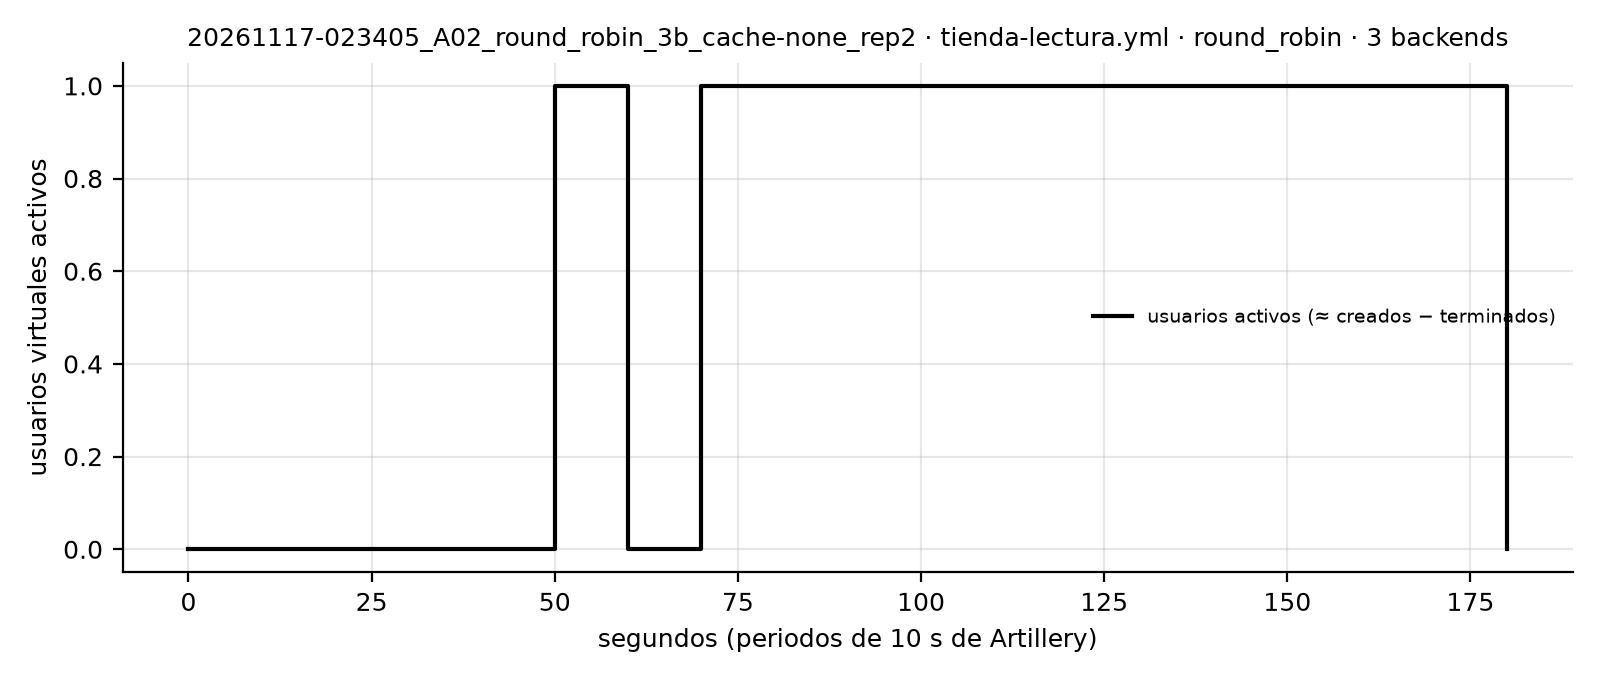 20261117-023405_A02_round_robin_3b_cache-none_rep2 · tienda-lectura.yml · round_robin · 3 backends
usuarios virtuales activos
1.0
0.8
0.6
0.4
0.2
0.0
usuarios activos (≈ creados − terminados)
0 25 50 75 100 125 150 175
segundos (periodos de 10 s de Artillery)